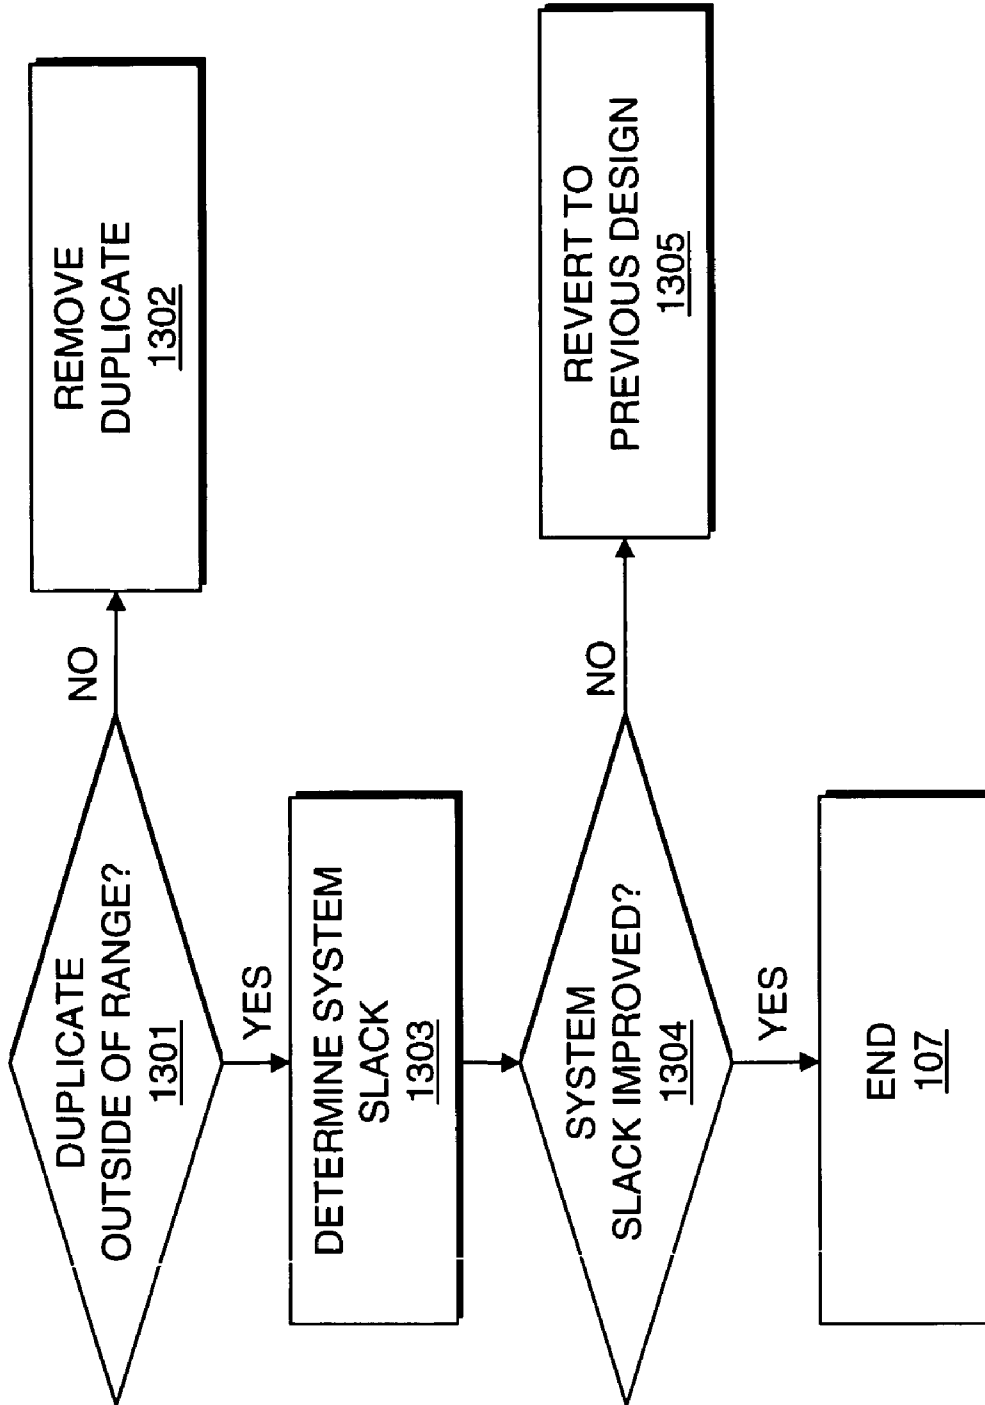 DUPLICATE
OUTSIDE OF RANGE?
1301
NO
REMOVE
DUPLICATE
1302
YES
DETERMINE SYSTEM
SLACK
1303
SYSTEM
SLACK IMPROVED?
1304
NO
REVERT TO
PREVIOUS DESIGN
1305
YES
END
107